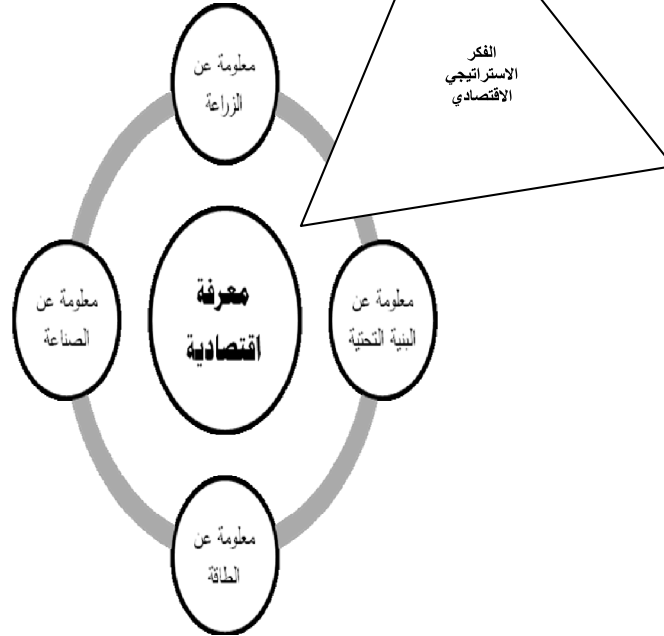 الفكر
الاستراتيجي
الاقتصادي
معلومة عن
الزراعة
معلومة عن
البنية التحتية
معرفة
اقتصادية
معلومة عن
الصناعة
معلومة عن
الطاقة